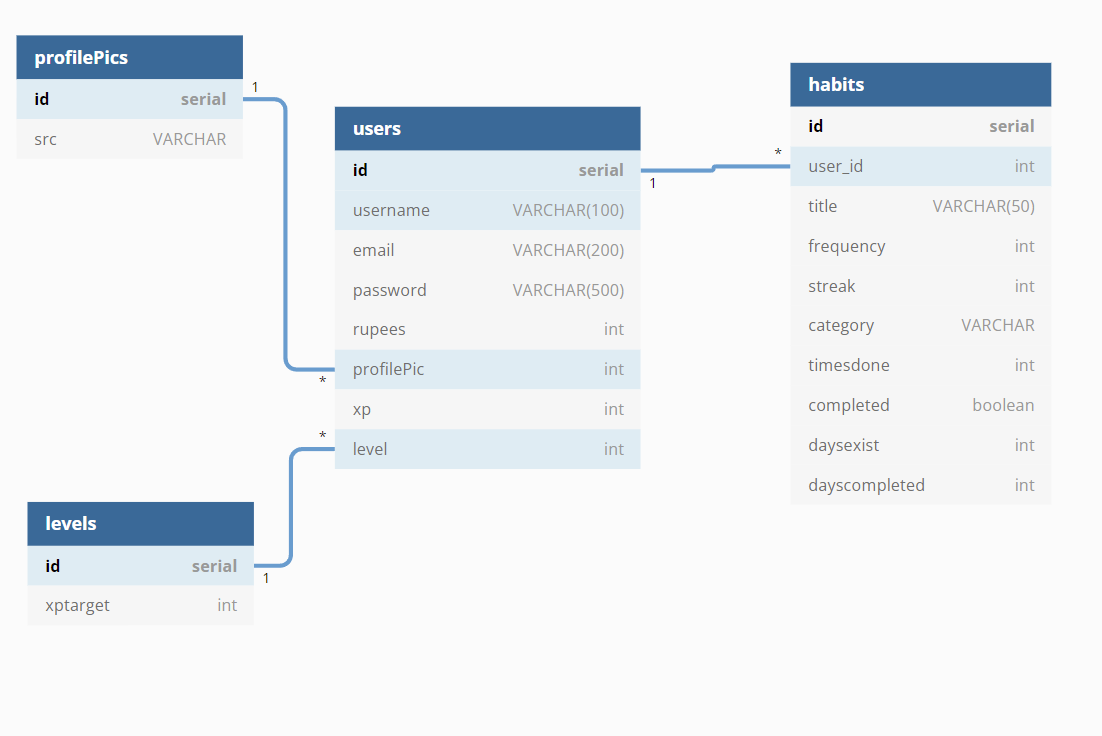 profilePics
id serial
src VARCHAR
1
*
users
id serial
username VARCHAR(100)
email VARCHAR(200)
password VARCHAR(500)
rupees int
profilePic int
xp int
level int
1
*
habits
id serial
user_id int
title VARCHAR(50)
frequency int
streak int
category VARCHAR
timesdone int
completed boolean
daysexist int
dayscompleted int
*
levels
id serial
xptarget int
1